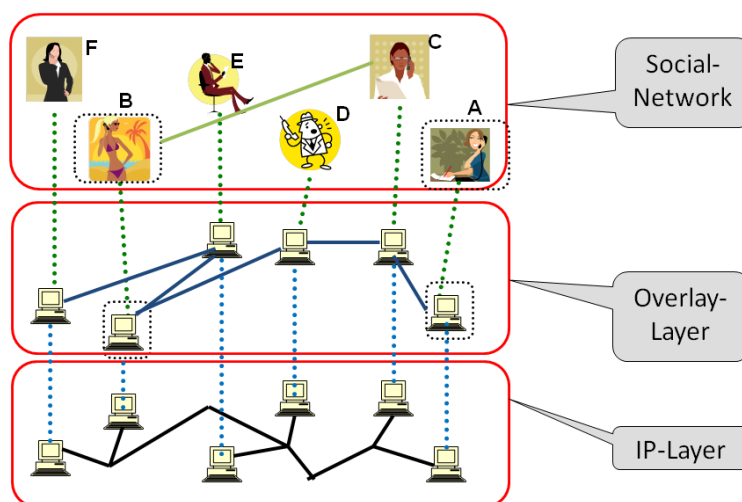 F
E
C
B
D
A
Social-
Network
Overlay-
Layer
IP-Layer